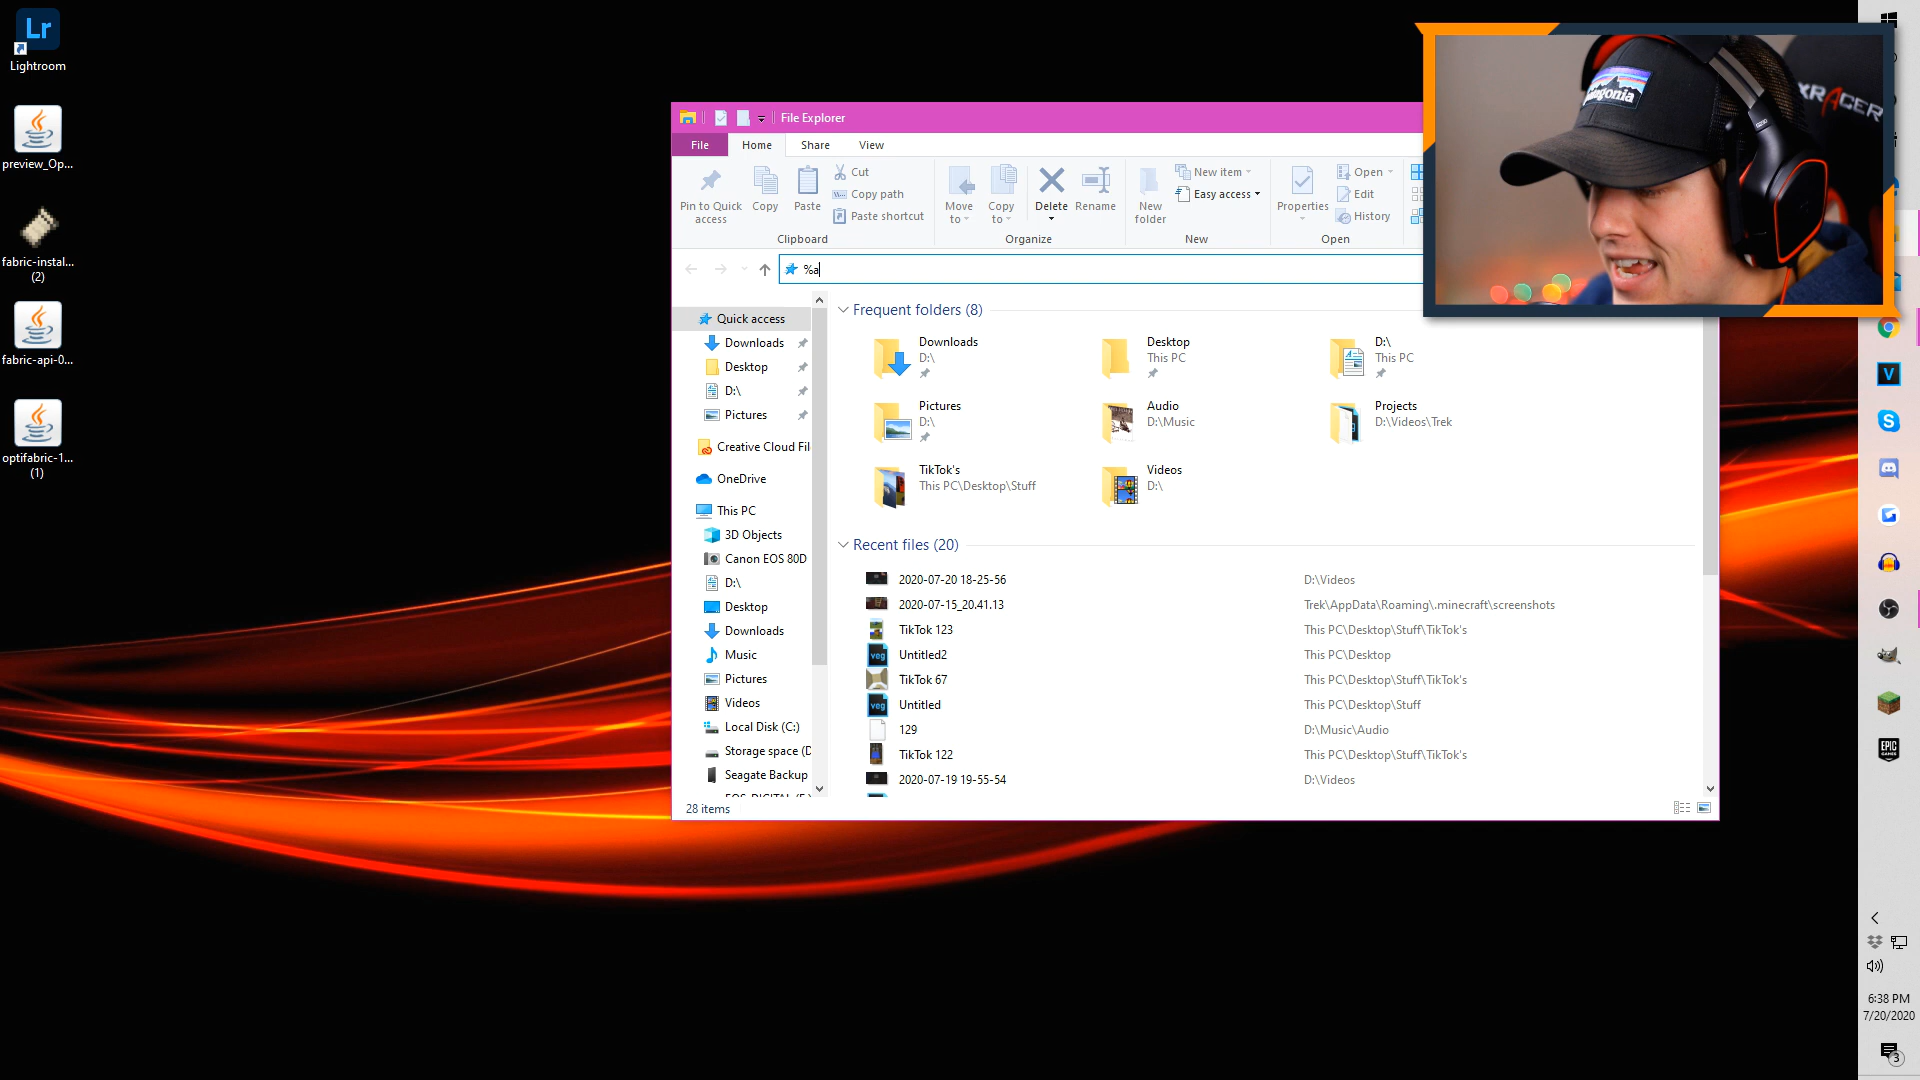 Lr
Lightroom
preview_Op...
fabric-instal...
(2)
fabric-api-0...
optifabric-1...
(1)
File Explorer
File
Home
Share
View
Pin to Quick
access
Copy
Paste
Cut
Copy path
Paste shortcut
Clipboard
Move
to
Copy
to
Delete
Rename
Organize
New
folder
New item
Easy access
New
Properties
Open
Edit
History
Open
%a
Quick access
Downloads
Desktop
D:\
Pictures
Creative Cloud Fil
OneDrive
This PC
3D Objects
Canon EOS 80D
D:\
Desktop
Downloads
Music
Pictures
Videos
Local Disk (C:)
Storage space (D
Seagate Backup
Frequent folders (8)
Downloads
D:\
Desktop
This PC
D:\
This PC
Pictures
D:\
Audio
D:\Music
Projects
D:\Videos\Trek
TikTok's
This PC\Desktop\Stuff
Videos
D:\
Recent files (20)
2020-07-20 18-25-56 D:\Videos
2020-07-15_20.41.13 Trek\AppData\Roaming\.minecraft\screenshots
TikTok 123 This PC\Desktop\Stuff\TikTok's
Untitled2 This PC\Desktop
TikTok 67 This PC\Desktop\Stuff\TikTok's
Untitled This PC\Desktop\Stuff
129 D:\Music\Audio
TikTok 122 This PC\Desktop\Stuff\TikTok's
2020-07-19 19-55-54 D:\Videos
28 items
patagonia
XRACER
V
EPIC
GAMES
6:38 PM
7/20/2020
3